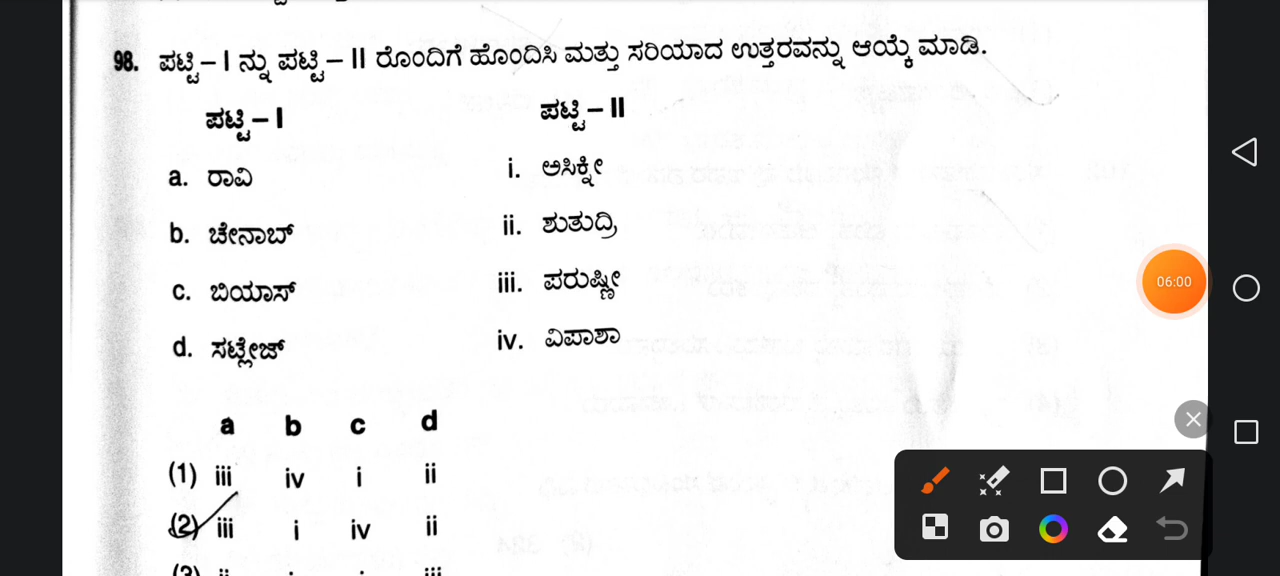 98. ಪಟ್ಟಿ – I ನ್ನು ಪಟ್ಟಿ – II ರೊಂದಿಗೆ ಹೊಂದಿಸಿ ಮತ್ತು ಸರಿಯಾದ ಉತ್ತರವನ್ನು ಆಯ್ಕೆ ಮಾಡಿ.
ಪಟ್ಟಿ – I ಪಟ್ಟಿ – II
a. ರಾವಿ i. ಅಸಿಕ್ನೀ
b. ಚೇನಾಬ್ ii. ಶುತುದ್ರಿ
c. ಬಿಯಾಸ್ iii. ಪರುಷ್ಣೀ
d. ಸಟ್ಲೇಜ್ iv. ವಿಪಾಶಾ
a b c d
(1) iii iv i ii
(2) iii i iv ii
06:00